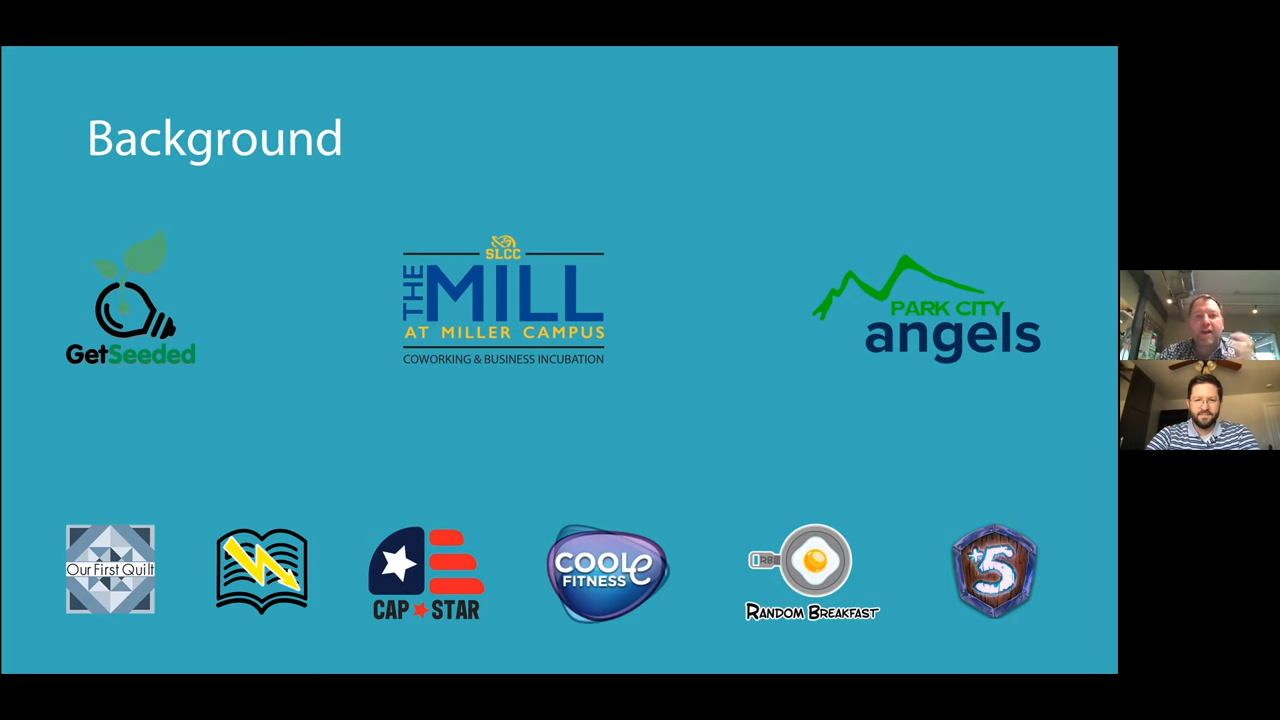 Background
GetSeeded
SLCC
THE MILL
AT MILLER CAMPUS
COWORKING & BUSINESS INCUBATION
PARK CITY
angels
Our First Quilt
CAP STAR
COOLe
FITNESS
RB
RANDOM BREAKFAST
+5